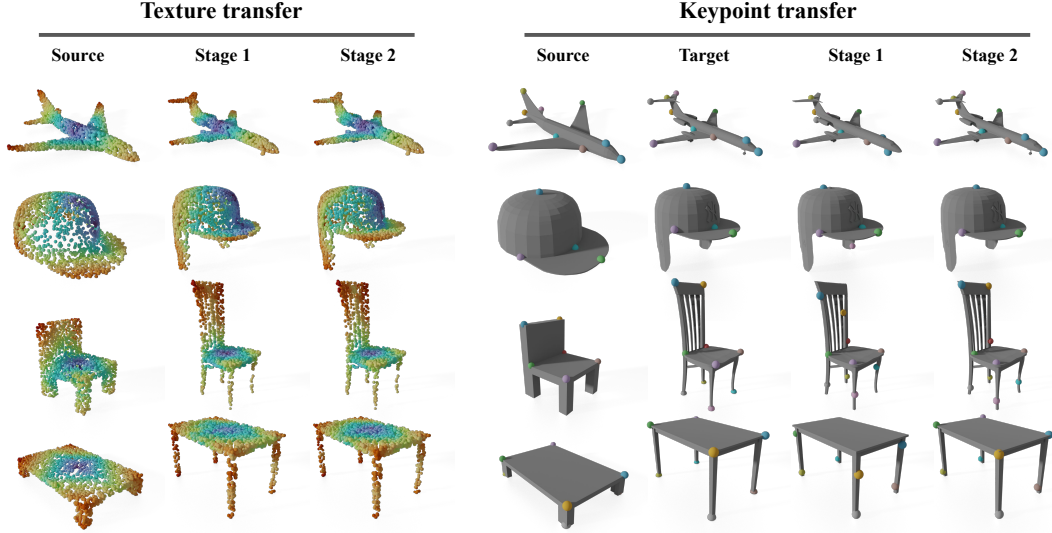 Texture transfer
Source Stage 1 Stage 2
Keypoint transfer
Source Target Stage 1 Stage 2